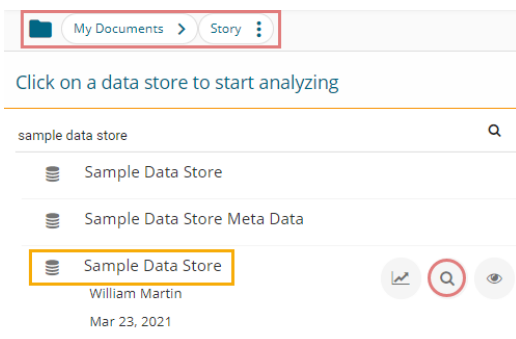 My Documents Story
Click on a data store to start analyzing
sample data store
Sample Data Store
Sample Data Store Meta Data
Sample Data Store
William Martin
Mar 23, 2021